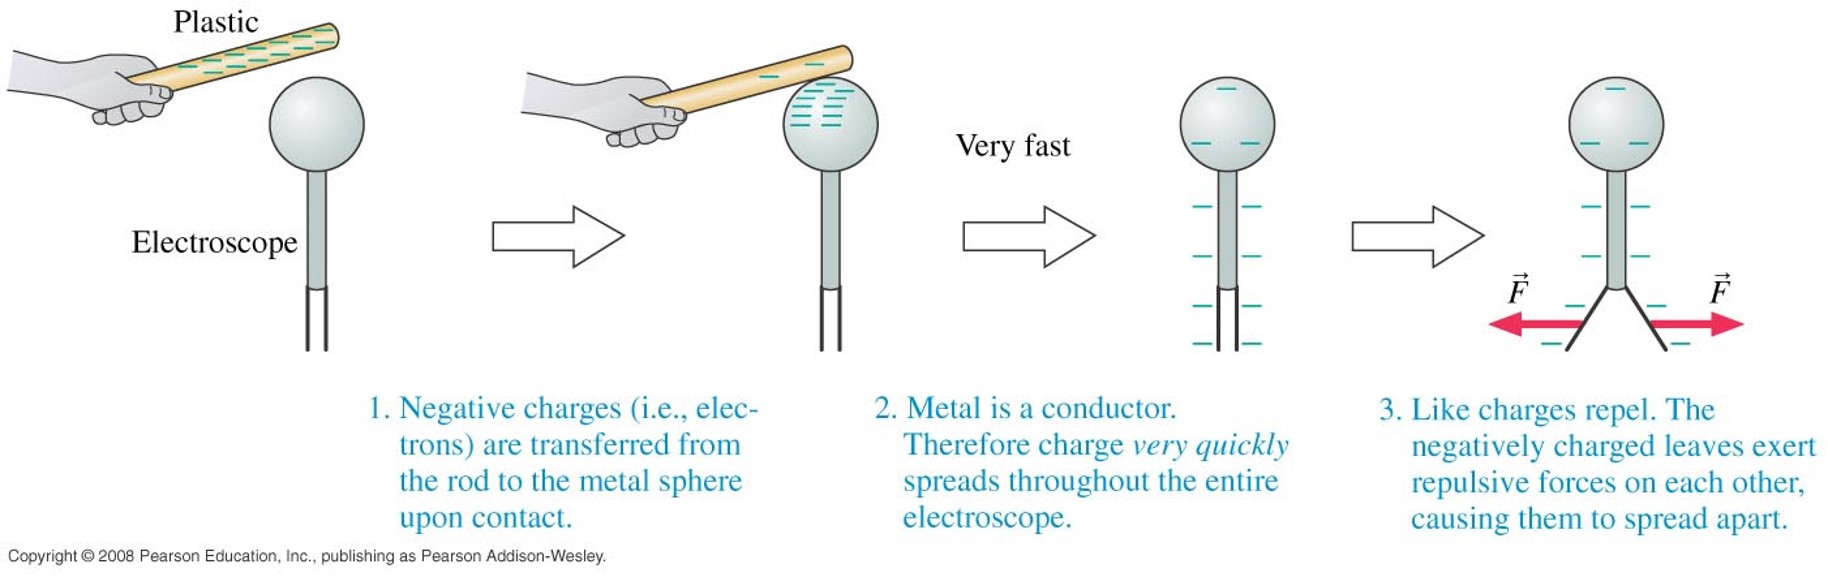 Plastic
Electroscope
Very fast
F
F
1. Negative charges (i.e., elec-
trons) are transferred from
the rod to the metal sphere
upon contact.
2. Metal is a conductor.
Therefore charge very quickly
spreads throughout the entire
electroscope.
3. Like charges repel. The
negatively charged leaves exert
repulsive forces on each other,
causing them to spread apart.
Copyright © 2008 Pearson Education, Inc., publishing as Pearson Addison-Wesley.